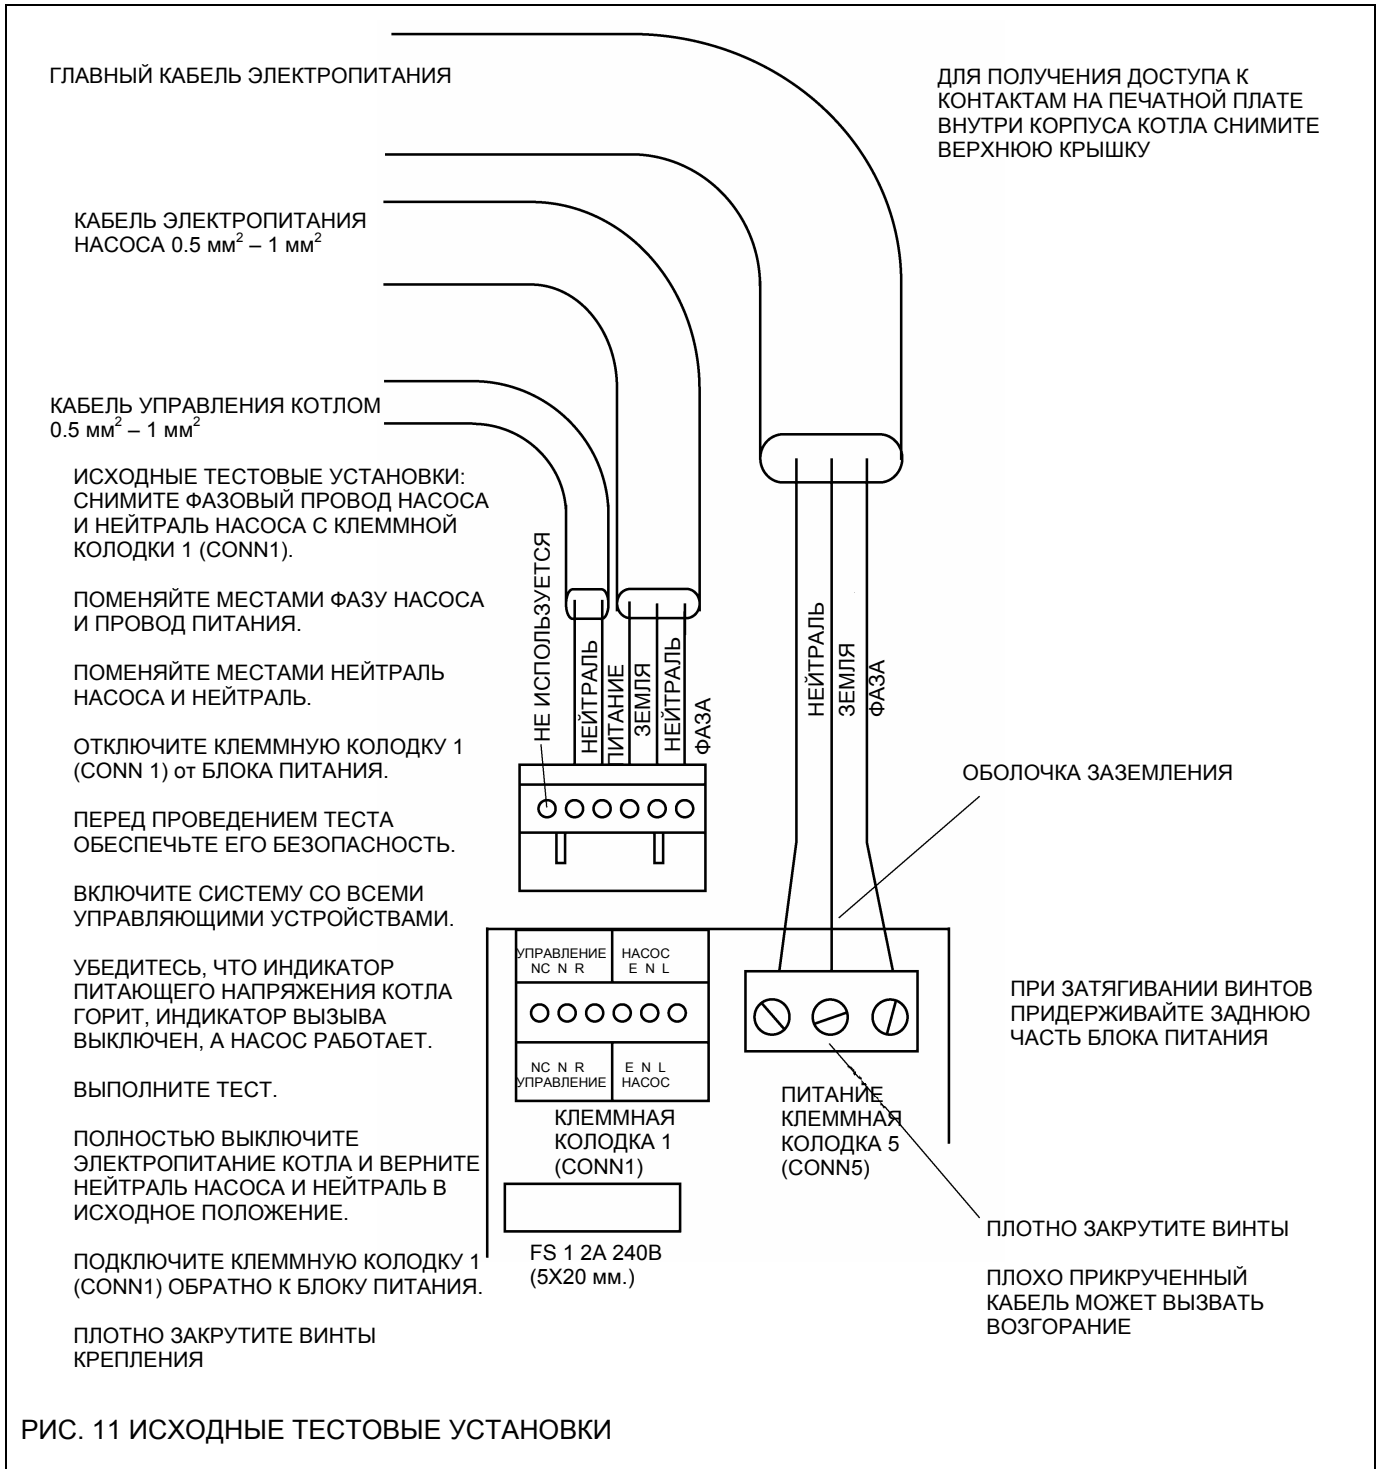 ГЛАВНЫЙ КАБЕЛЬ ЭЛЕКТРОПИТАНИЯ
ДЛЯ ПОЛУЧЕНИЯ ДОСТУПА К
КОНТАКТАМ НА ПЕЧАТНОЙ ПЛАТЕ
ВНУТРИ КОРПУСА КОТЛА СНИМИТЕ
ВЕРХНЮЮ КРЫШКУ
КАБЕЛЬ ЭЛЕКТРОПИТАНИЯ
НАСОСА 0.5 мм² – 1 мм²
КАБЕЛЬ УПРАВЛЕНИЯ КОТЛОМ
0.5 мм² – 1 мм²
ИСХОДНЫЕ ТЕСТОВЫЕ УСТАНОВКИ:
СНИМИТЕ ФАЗОВЫЙ ПРОВОД НАСОСА
И НЕЙТРАЛЬ НАСОСА С КЛЕММНОЙ
КОЛОДКИ 1 (CONN1).
ПОМЕНЯЙТЕ МЕСТАМИ ФАЗУ НАСОСА
И ПРОВОД ПИТАНИЯ.
ПОМЕНЯЙТЕ МЕСТАМИ НЕЙТРАЛЬ
НАСОСА И НЕЙТРАЛЬ.
ОТКЛЮЧИТЕ КЛЕММНУЮ КОЛОДКУ 1
(CONN 1) от БЛОКА ПИТАНИЯ.
ПЕРЕД ПРОВЕДЕНИЕМ ТЕСТА
ОБЕСПЕЧЬТЕ ЕГО БЕЗОПАСНОСТЬ.
ВКЛЮЧИТЕ СИСТЕМУ СО ВСЕМИ
УПРАВЛЯЮЩИМИ УСТРОЙСТВАМИ.
УБЕДИТЕСЬ, ЧТО ИНДИКАТОР
ПИТАЮЩЕГО НАПРЯЖЕНИЯ КОТЛА
ГОРИТ, ИНДИКАТОР ВЫЗЫВА
ВЫКЛЮЧЕН, А НАСОС РАБОТАЕТ.
ВЫПОЛНИТЕ ТЕСТ.
ПОЛНОСТЬЮ ВЫКЛЮЧИТЕ
ЭЛЕКТРОПИТАНИЕ КОТЛА И ВЕРНИТЕ
НЕЙТРАЛЬ НАСОСА И НЕЙТРАЛЬ В
ИСХОДНОЕ ПОЛОЖЕНИЕ.
ПОДКЛЮЧИТЕ КЛЕММНУЮ КОЛОДКУ 1
(CONN1) ОБРАТНО К БЛОКУ ПИТАНИЯ.
ПЛОТНО ЗАКРУТИТЕ ВИНТЫ
КРЕПЛЕНИЯ
НЕ ИСПОЛЬЗУЕТСЯ
НЕЙТРАЛЬ
ПИТАНИЕ
ЗЕМЛЯ
НЕЙТРАЛЬ
ФАЗА
НЕЙТРАЛЬ
ЗЕМЛЯ
ФАЗА
ОБОЛОЧКА ЗАЗЕМЛЕНИЯ
УПРАВЛЕНИЕ НАСОС
NC N R E N L
NC N R E N L
УПРАВЛЕНИЕ НАСОС
КЛЕММНАЯ
КОЛОДКА 1
(CONN1)
FS 1 2A 240В
(5X20 мм.)
ПИТАНИЕ
КЛЕММНАЯ
КОЛОДКА 5
(CONN5)
ПРИ ЗАТЯГИВАНИИ ВИНТОВ
ПРИДЕРЖИВАЙТЕ ЗАДНЮЮ
ЧАСТЬ БЛОКА ПИТАНИЯ
ПЛОТНО ЗАКРУТИТЕ ВИНТЫ
ПЛОХО ПРИКРУЧЕННЫЙ
КАБЕЛЬ МОЖЕТ ВЫЗВАТЬ
ВОЗГОРАНИЕ
РИС. 11 ИСХОДНЫЕ ТЕСТОВЫЕ УСТАНОВКИ